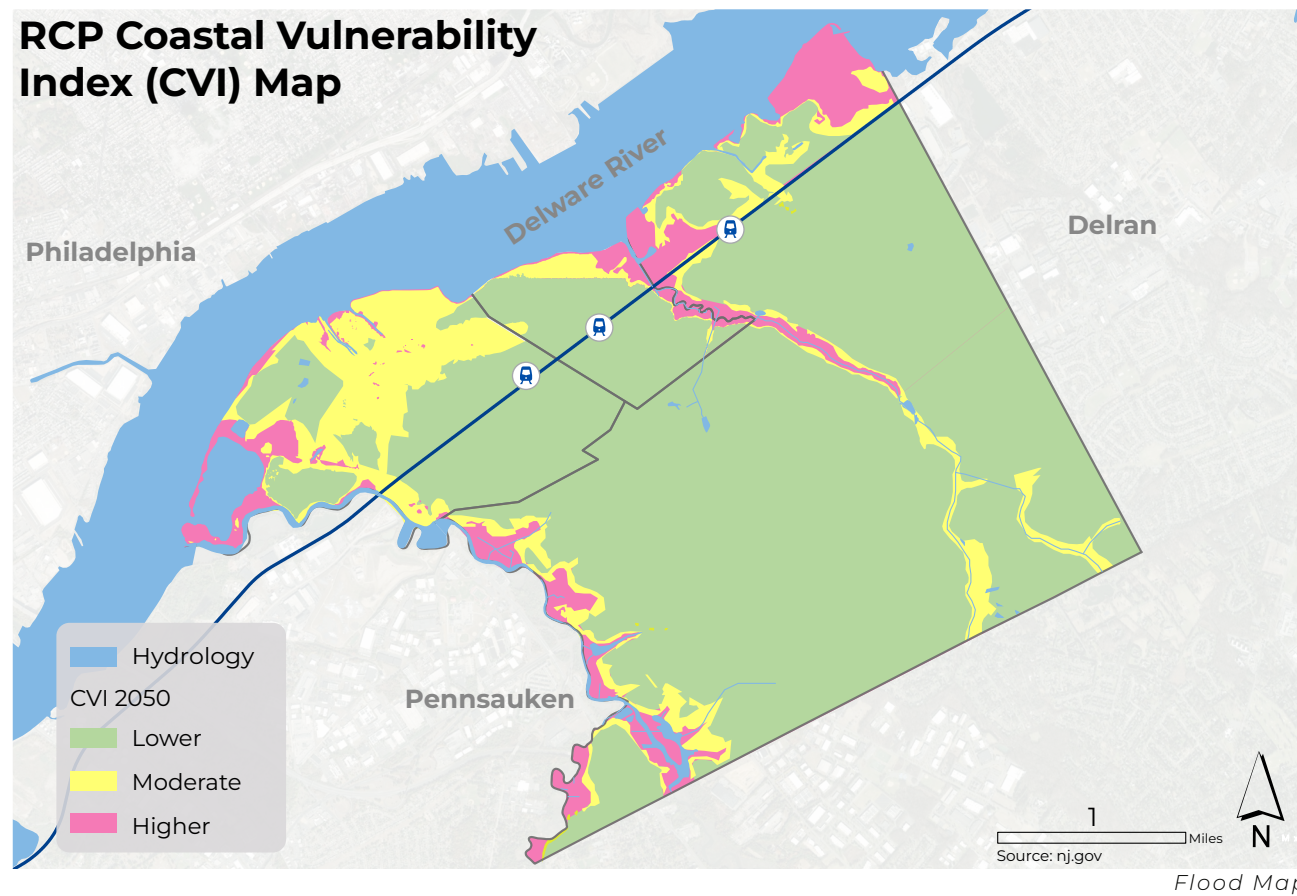 RCP Coastal Vulnerability
Index (CVI) Map
Delware River
Philadelphia
Delran
Pennsauken
Hydrology
CVI 2050
Lower
Moderate
Higher
1
Miles
Source: nj.gov
N
Flood Map